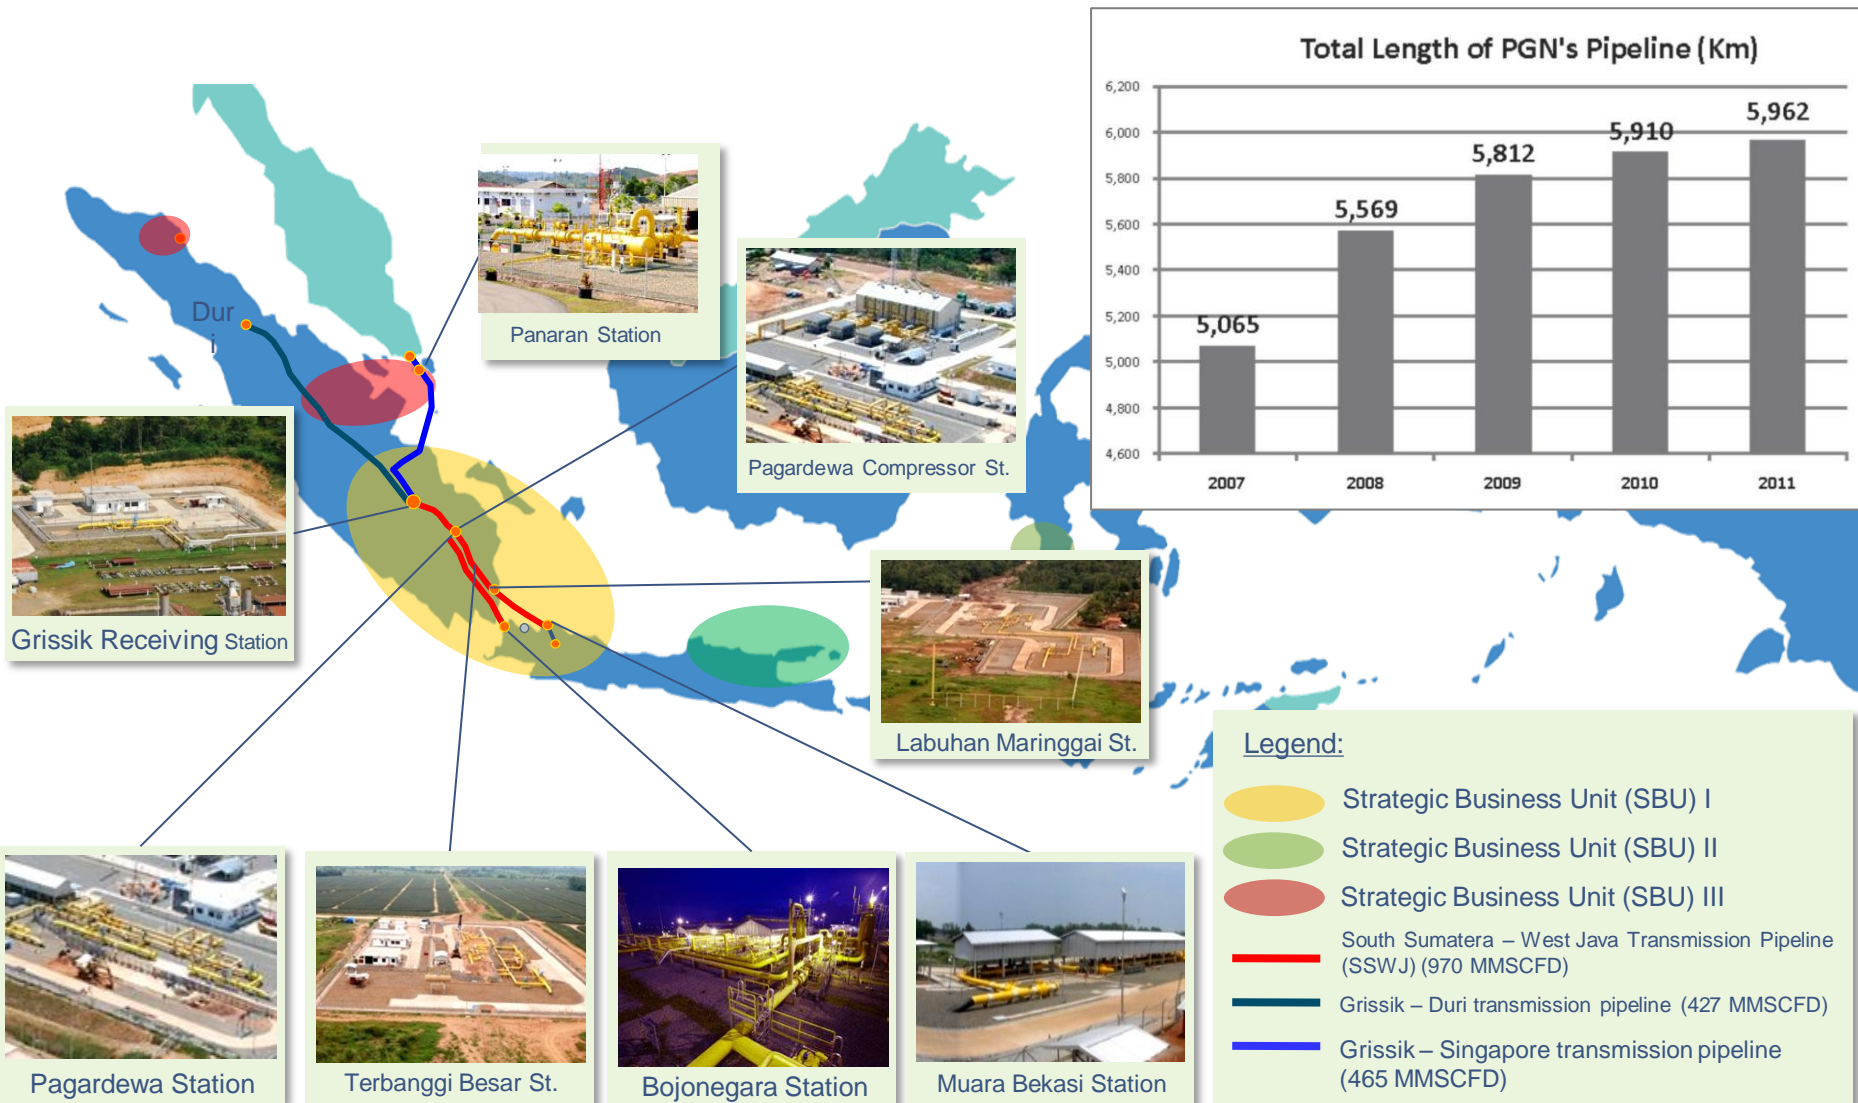 Total Length of PGN's Pipeline (Km)
6,200
6,000
5,800
5,600
5,400
5,200
5,000
4,800
4,600
5,065
5,569
5,812
5,910
5,962
2007
2008
2009
2010
2011
Dur
i
Panaran Station
Pagardewa Compressor St.
Grissik Receiving Station
Labuhan Maringgai St.
Pagardewa Station
Terbanggi Besar St.
Bojonegara Station
Muara Bekasi Station
Legend:
Strategic Business Unit (SBU) I
Strategic Business Unit (SBU) II
Strategic Business Unit (SBU) III
South Sumatera – West Java Transmission Pipeline
(SSWJ) (970 MMSCFD)
Grissik – Duri transmission pipeline (427 MMSCFD)
Grissik – Singapore transmission pipeline
(465 MMSCFD)